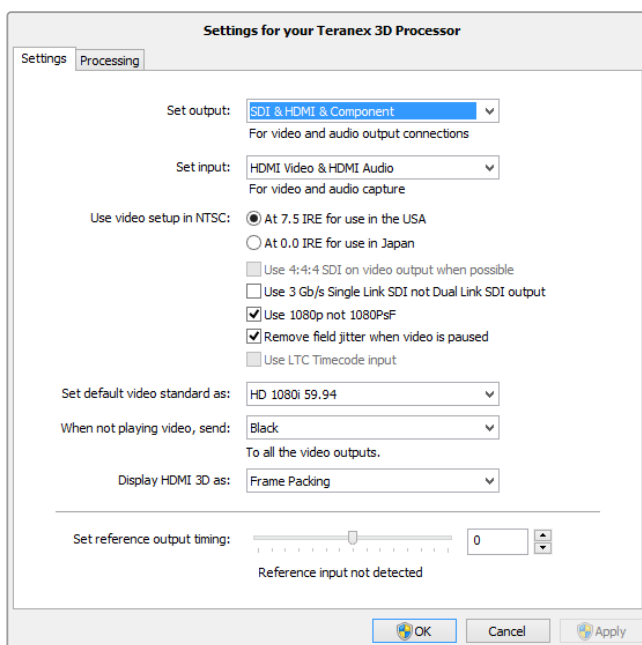 Settings for your Teranex 3D Processor
Settings Processing
Set output: SDI & HDMI & Component
For video and audio output connections
Set input: HDMI Video & HDMI Audio
For video and audio capture
Use video setup in NTSC: At 7.5 IRE for use in the USA
At 0.0 IRE for use in Japan
Use 4:4:4 SDI on video output when possible
Use 3 Gb/s Single Link SDI not Dual Link SDI output
Use 1080p not 1080PsF
Remove field jitter when video is paused
Use LTC Timecode input
Set default video standard as: HD 1080i 59.94
When not playing video, send: Black
To all the video outputs.
Display HDMI 3D as: Frame Packing
Set reference output timing: 0
Reference input not detected
OK Cancel Apply